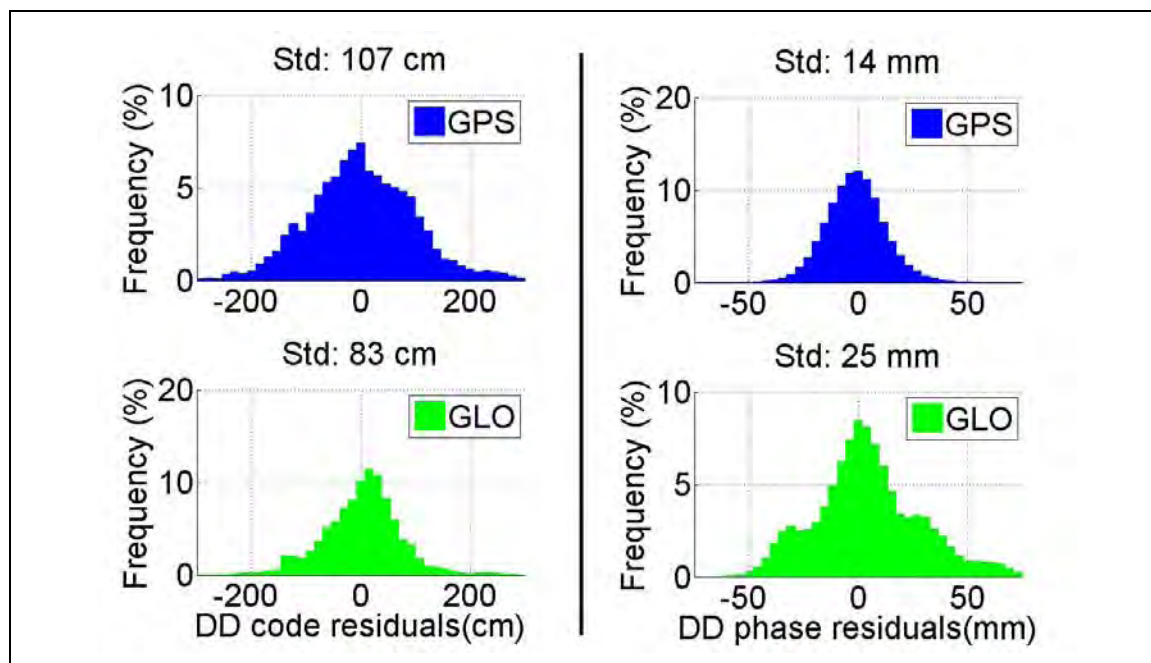 Std: 107 cm
Frequency (%)
10
5
0
GPS
-200 0 200
Std: 83 cm
Frequency (%)
20
10
0
GLO
-200 0 200
DD code residuals(cm)
Std: 14 mm
Frequency (%)
20
10
0
GPS
-50 0 50
Std: 25 mm
Frequency (%)
10
5
0
GLO
-50 0 50
DD phase residuals(mm)